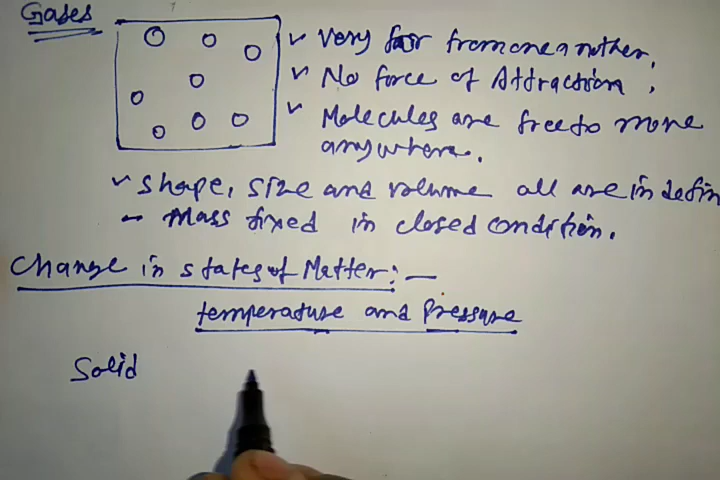 Gases
Very far from one another.
No force of Attraction.
Molecules are free to move
anywhere.
shape, size and volume all are indefin
Mass fixed in closed condition.
Change in states of Matter:—
temperature and Pressure
Solid